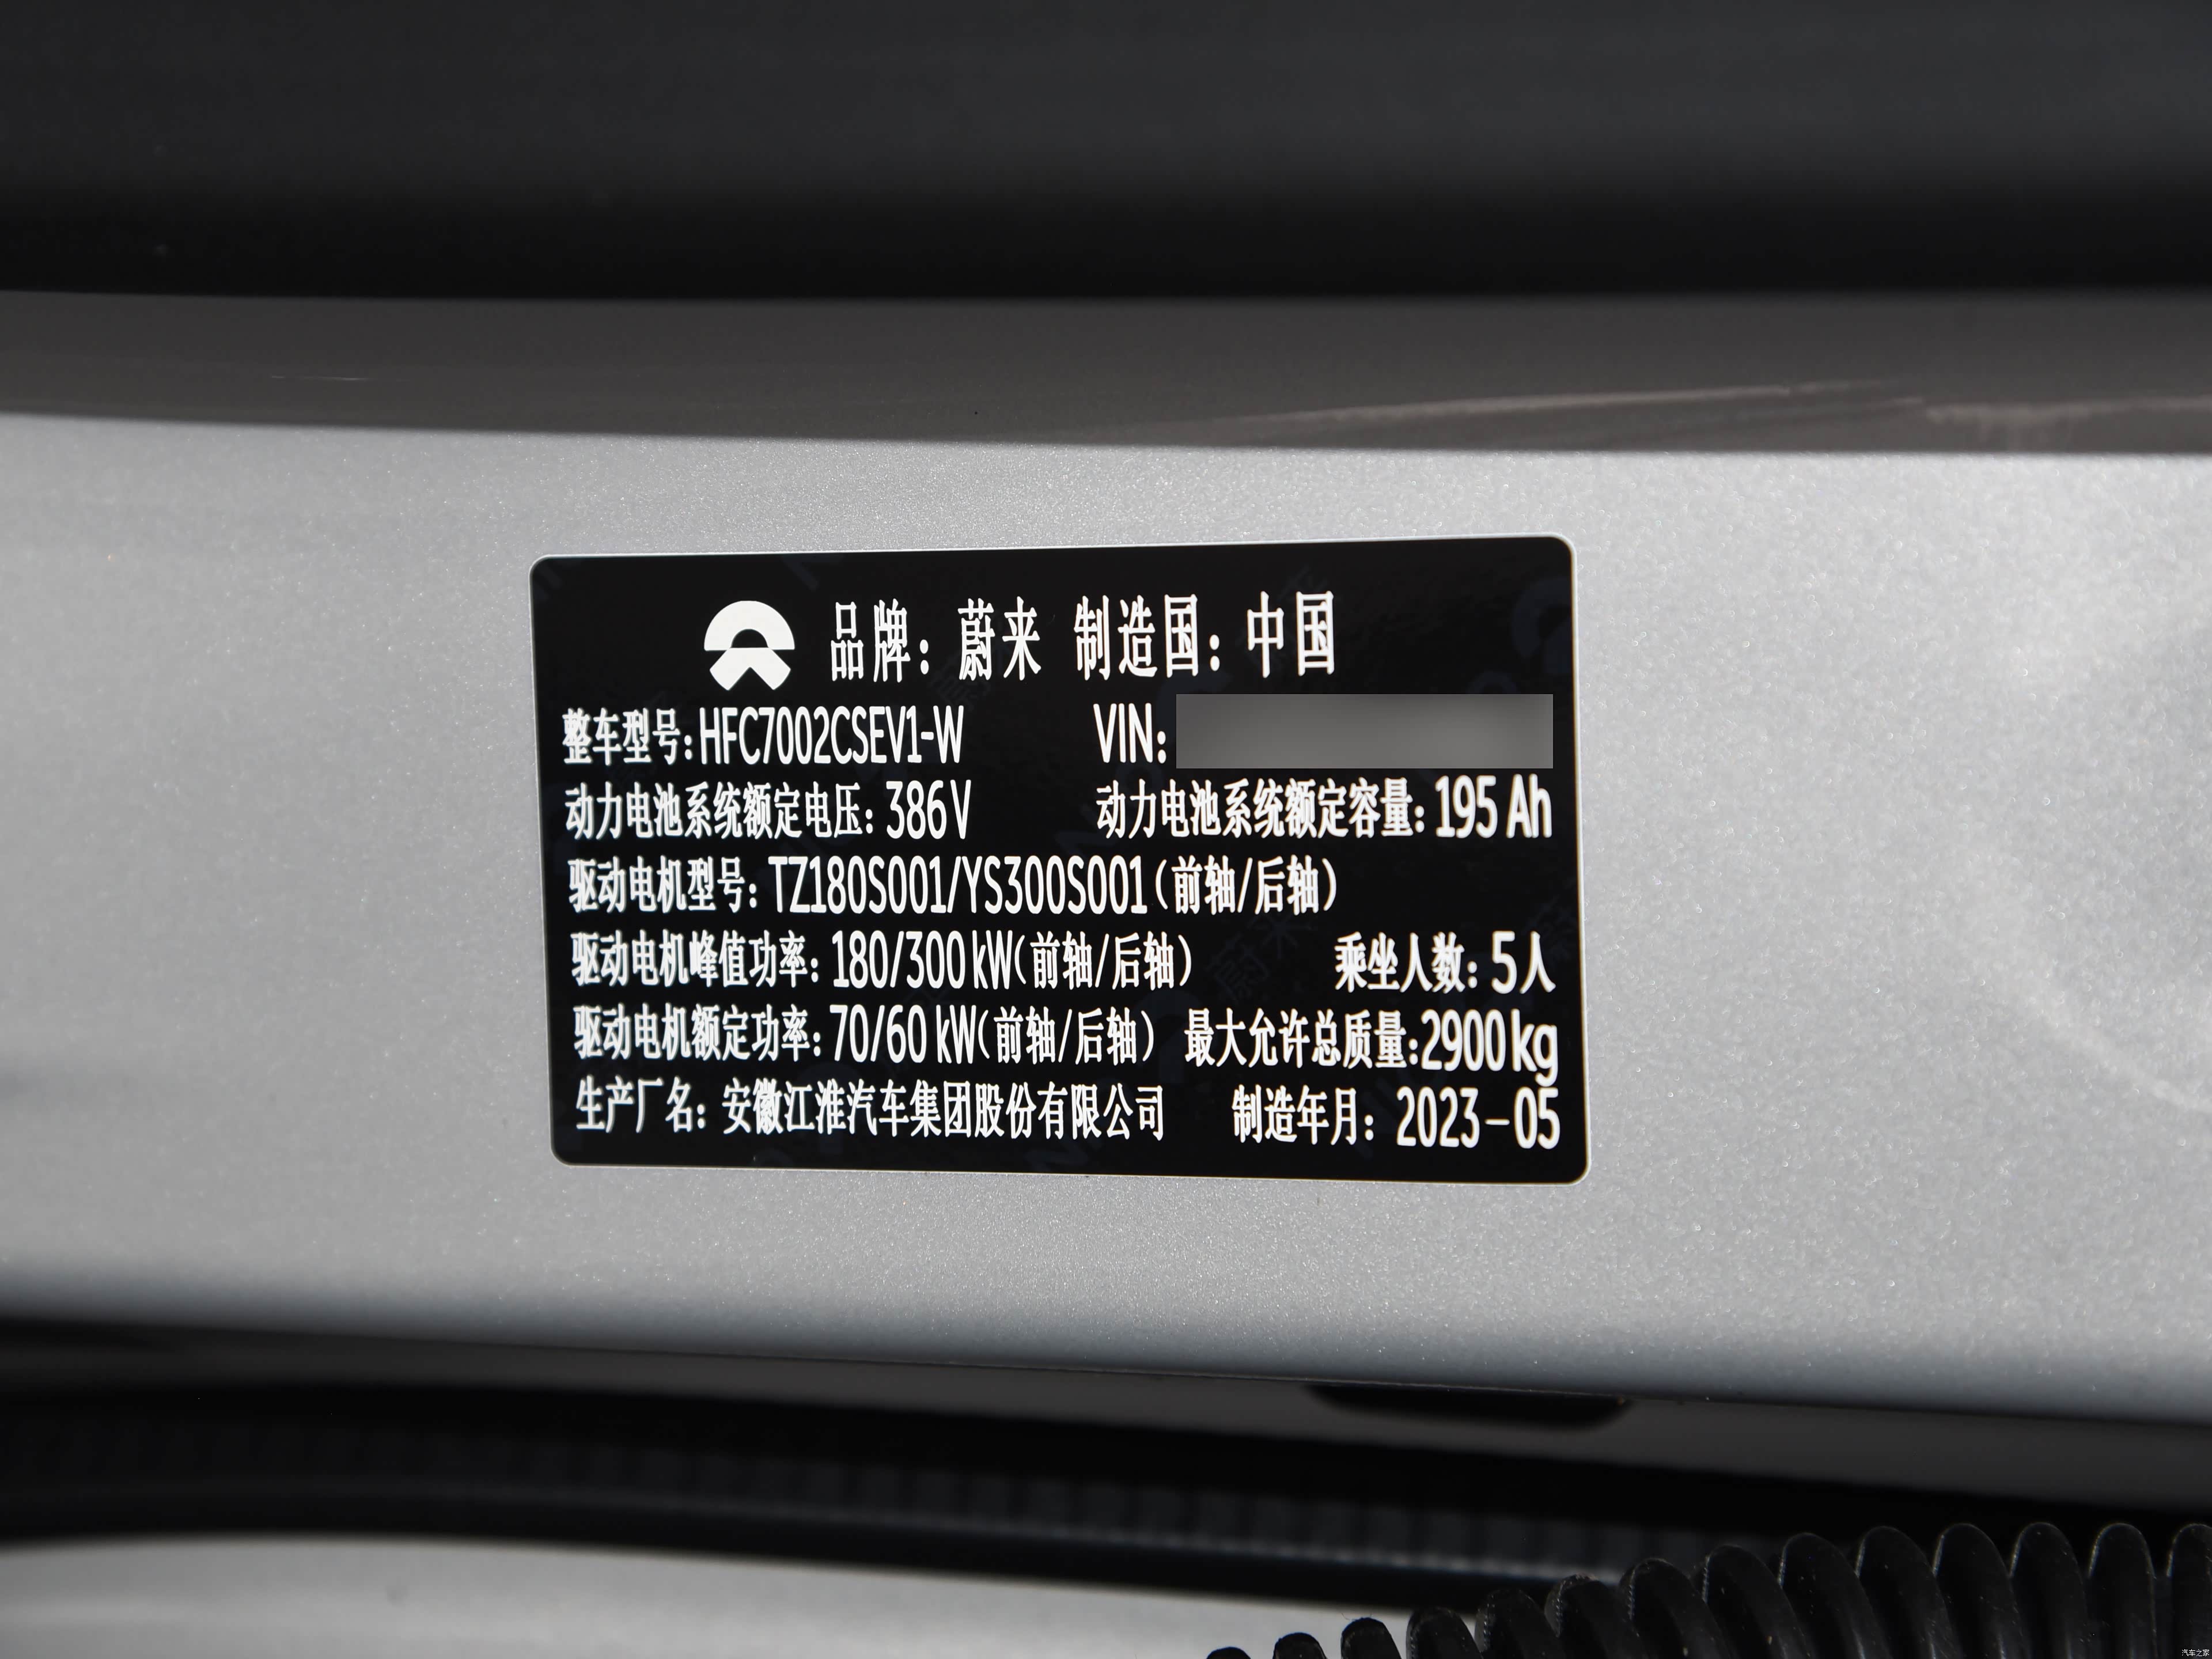 品牌：蔚来 制造国：中国
整车型号：HFC7002CSEV1-W VIN：
动力电池系统额定电压：386V 动力电池系统额定容量：195 Ah
驱动电机型号：TZ180S001/YS300S001（前轴/后轴）
驱动电机峰值功率：180/300kW（前轴/后轴） 乘坐人数：5人
驱动电机额定功率：70/60 kW（前轴/后轴） 最大允许总质量：2900kg
生产厂名：安徽江淮汽车集团股份有限公司 制造年月：2023-05
汽车之家